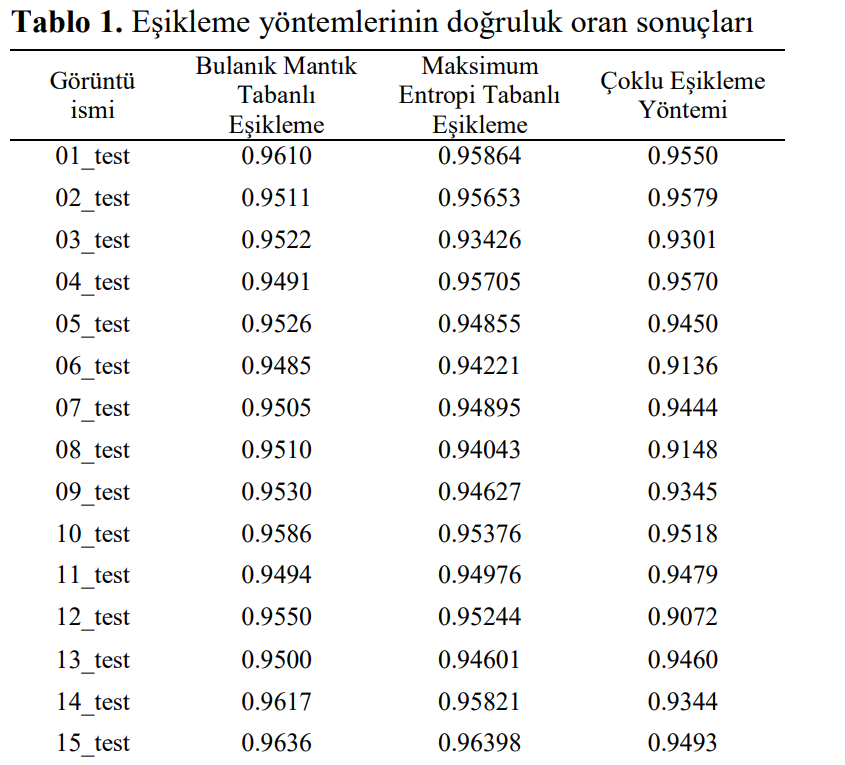 Tablo 1. Eşikleme yöntemlerinin doğruluk oran sonuçları
Görüntü ismi Bulanık Mantık Tabanlı Eşikleme Maksimum Entropi Tabanlı Eşikleme Çoklu Eşikleme Yöntemi
01_test 0.9610 0.95864 0.9550
02_test 0.9511 0.95653 0.9579
03_test 0.9522 0.93426 0.9301
04_test 0.9491 0.95705 0.9570
05_test 0.9526 0.94855 0.9450
06_test 0.9485 0.94221 0.9136
07_test 0.9505 0.94895 0.9444
08_test 0.9510 0.94043 0.9148
09_test 0.9530 0.94627 0.9345
10_test 0.9586 0.95376 0.9518
11_test 0.9494 0.94976 0.9479
12_test 0.9550 0.95244 0.9072
13_test 0.9500 0.94601 0.9460
14_test 0.9617 0.95821 0.9344
15_test 0.9636 0.96398 0.9493